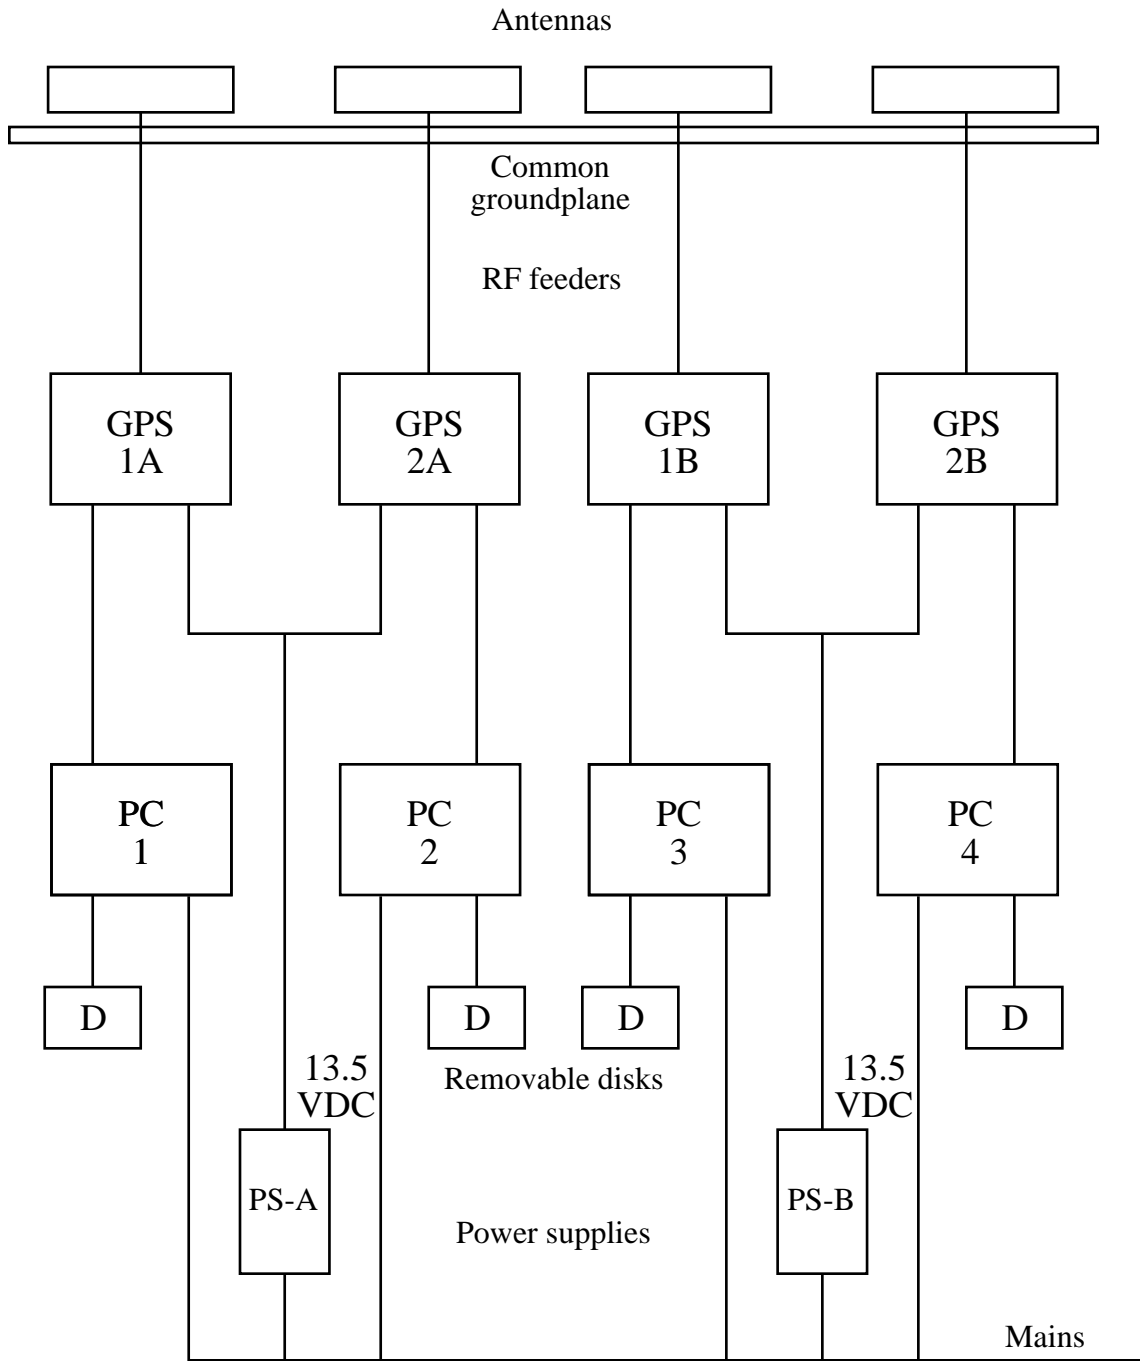 Antennas
Common
groundplane
RF feeders
GPS
1A
GPS
2A
GPS
1B
GPS
2B
PC
1
PC
2
PC
3
PC
4
D
D
D
D
13.5
VDC
Removable disks
13.5
VDC
PS-A
PS-B
Power supplies
Mains